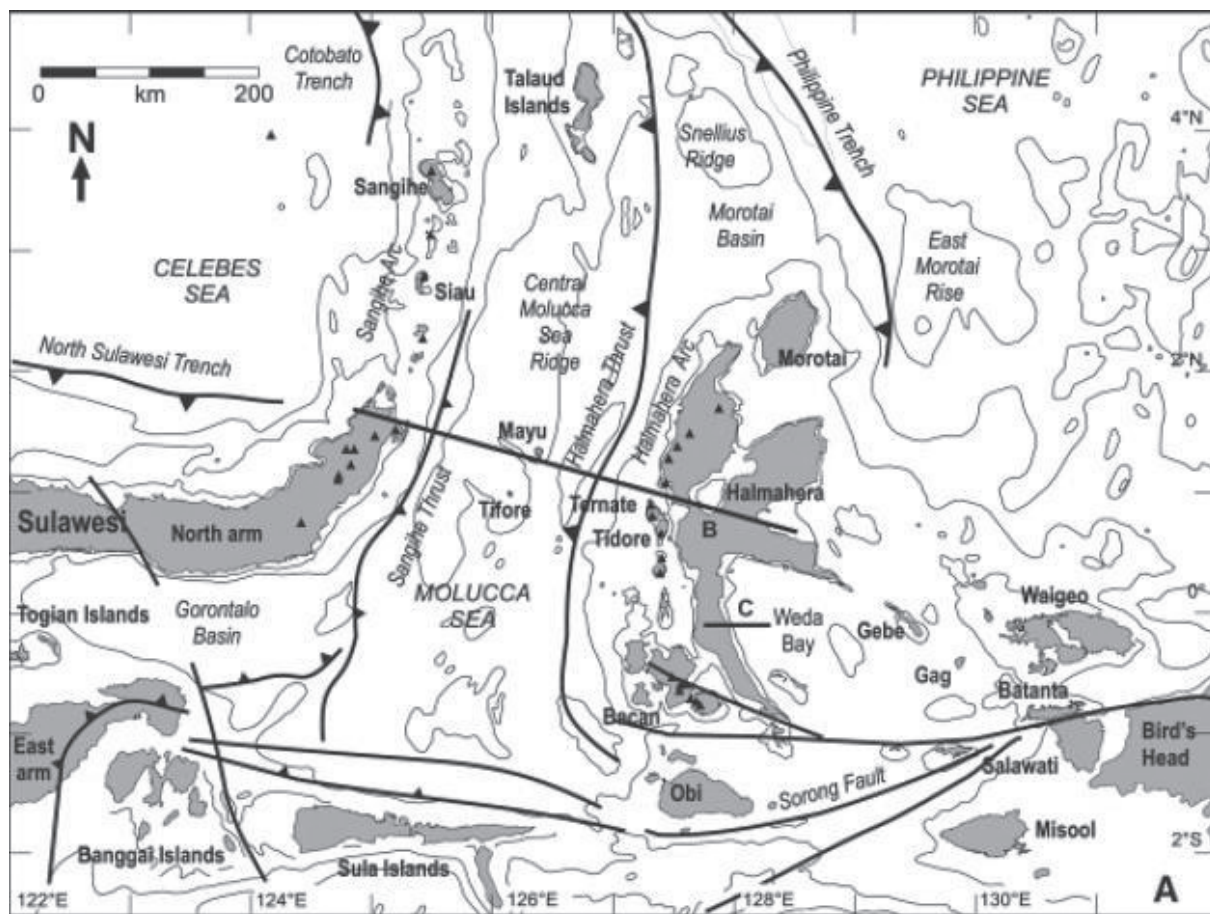 Cotobato
Trench
0
km
200
N
Talaud
Islands
Philippine Trench
PHILIPPINE
SEA
4°N
Snellius
Ridge
Sangihe
Morotai
Basin
CELEBES
SEA
Sangihe Arc
Siau
Central
Molucca
Sea
Ridge
East
Morotai
Rise
North Sulawesi Trench
Halmahera Thrust
Halmahera Arc
Morotai
2°N
Mayu
Sangihe Thrust
Tifore
Ternate
Halmahera
Sulawesi
North arm
Tidore
B
MOLUCCA
SEA
Togian Islands
Gorontalo
Basin
C
Weda
Bay
Gebe
Waigeo
0°
Gag
Batanta
Bacan
East
arm
Bird's
Head
Salawati
Obi
Sorong Fault
Misool
Banggai Islands
Sula Islands
2°S
122°E
124°E
126°E
128°E
130°E
A